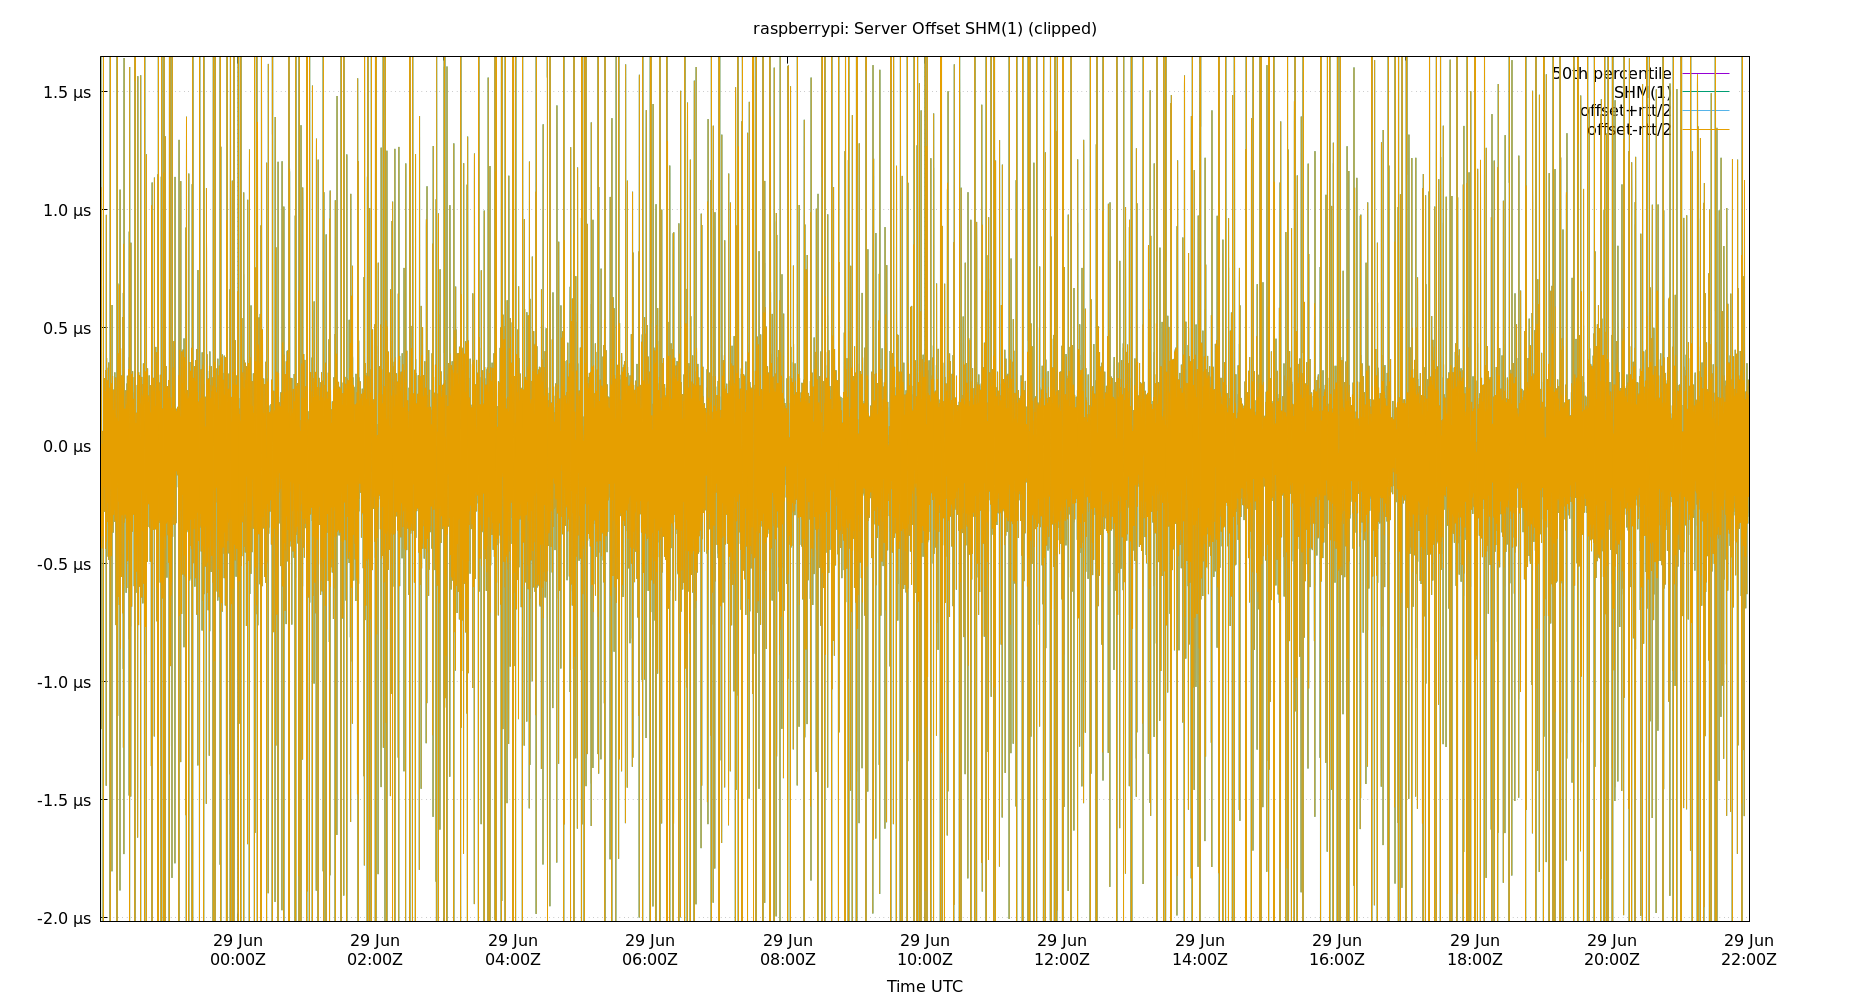 raspberrypi: Server Offset SHM(1) (clipped)
50th percentile
SHM(1)
offset+rtt/2
offset-rtt/2
1.5 µs
1.0 µs
0.5 µs
0.0 µs
-0.5 µs
-1.0 µs
-1.5 µs
-2.0 µs
29 Jun 29 Jun 29 Jun 29 Jun 29 Jun 29 Jun 29 Jun 29 Jun 29 Jun 29 Jun 29 Jun 29 Jun
00:00Z 02:00Z 04:00Z 06:00Z 08:00Z 10:00Z 12:00Z 14:00Z 16:00Z 18:00Z 20:00Z 22:00Z
Time UTC